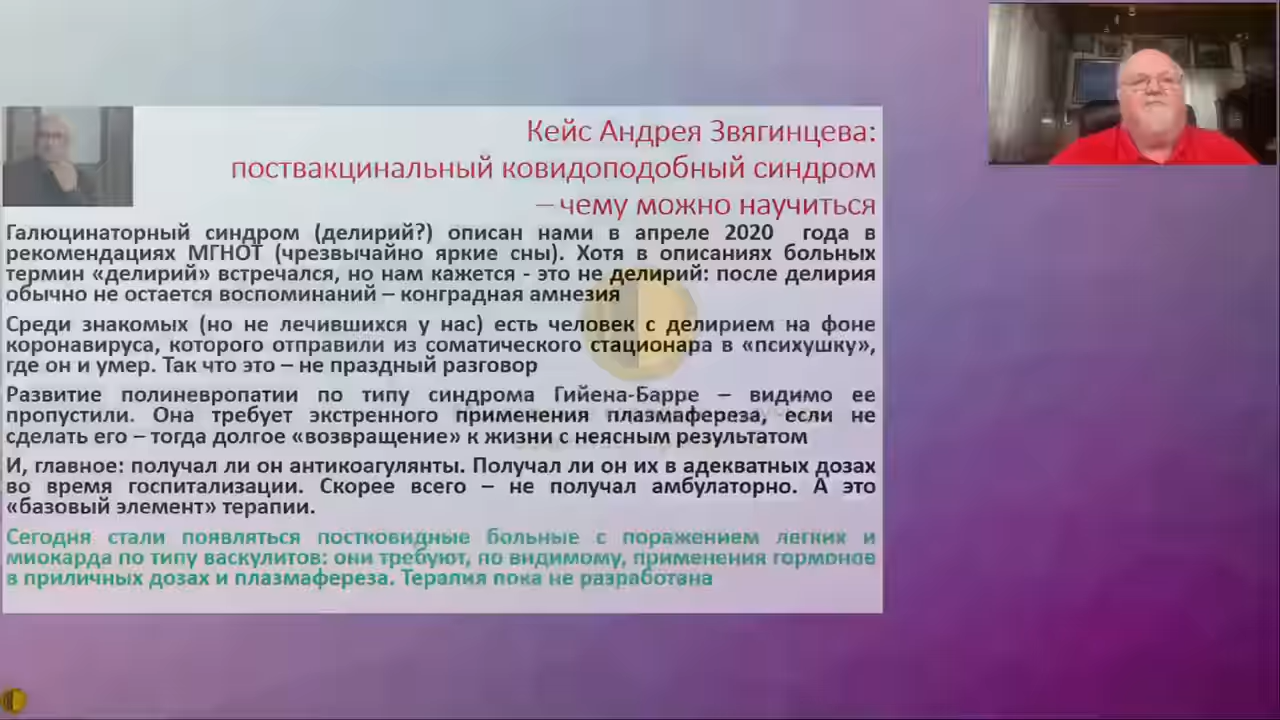 Кейс Андрея Звягинцева:
поствакцинальный ковидоподобный синдром
– чему можно научиться
Галюцинаторный синдром (делирий?) описан нами в апреле 2020 года в
рекомендациях МГНОТ (чрезвычайно яркие сны). Хотя в описаниях больных
термин «делирий» встречался, но нам кажется - это не делирий: после делирия
обычно не остается воспоминаний – конградная амнезия
Среди знакомых (но не лечившихся у нас) есть человек с делирием на фоне
коронавируса, которого отправили из соматического стационара в «психушку»,
где он и умер. Так что это – не праздный разговор
Развитие полиневропатии по типу синдрома Гийена-Барре – видимо ее
пропустили. Она требует экстренного применения плазмафереза, если не
сделать его – тогда долгое «возвращение» к жизни с неясным результатом
И, главное: получал ли он антикоагулянты. Получал ли он их в адекватных дозах
во время госпитализации. Скорее всего – не получал амбулаторно. А это
«базовый элемент» терапии.
Сегодня стали появляться постковидные больные с поражением легких и
миокарда по типу васкулитов: они требуют, по видимому, применения гормонов
в приличных дозах и плазмафереза. Терапия пока не разработана